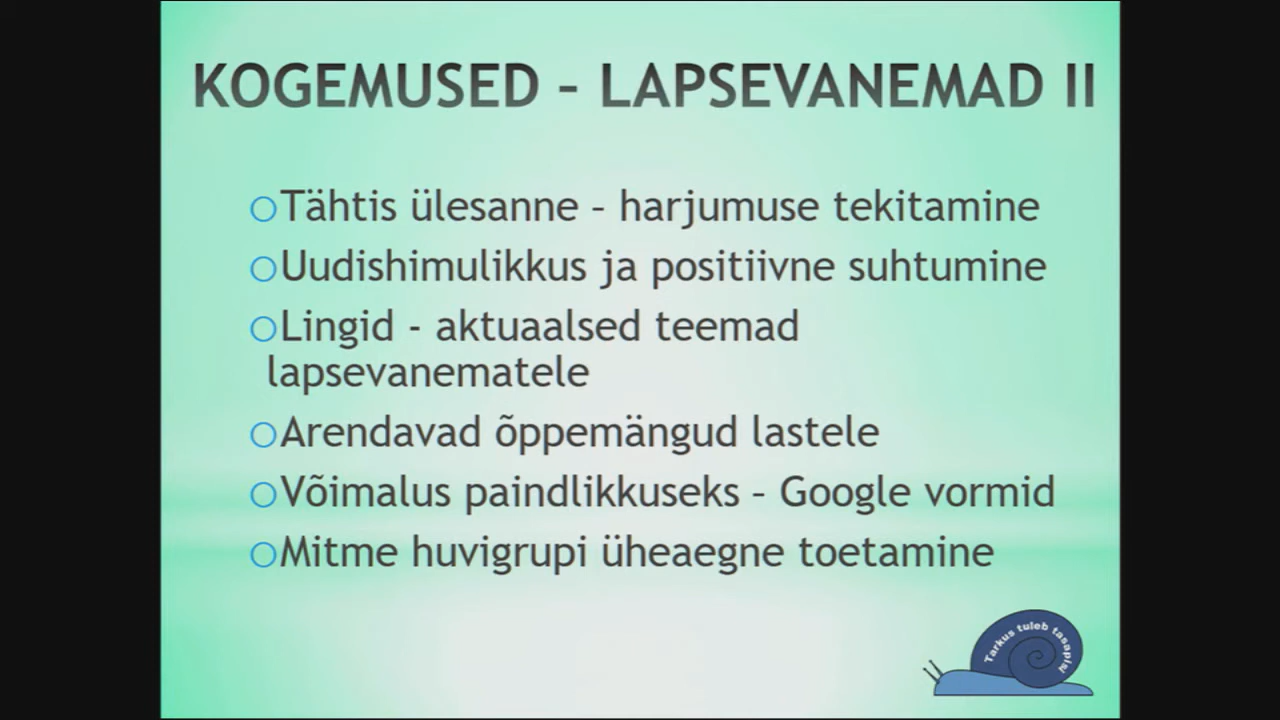 KOGEMUSED – LAPSEVANEMAD II
Tähtis ülesanne – harjumuse tekitamine
Uudishimulikkus ja positiivne suhtumine
Lingid - aktuaalsed teemad
lapsevanematele
Arendavad õppemängud lastele
Võimalus paindlikkuseks – Google vormid
Mitme huvigrupi üheaegne toetamine
Tarkus tuleb tasapisi